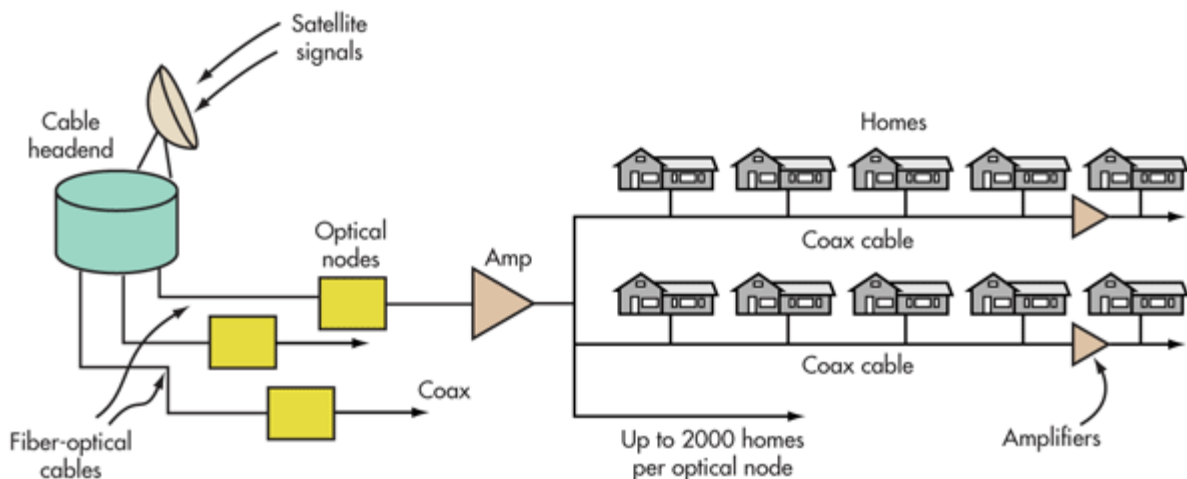 Satellite
signals
Cable
headend
Homes
Optical
nodes
Amp
Coax cable
Coax cable
Coax
Fiber-optical
cables
Up to 2000 homes
per optical node
Amplifiers